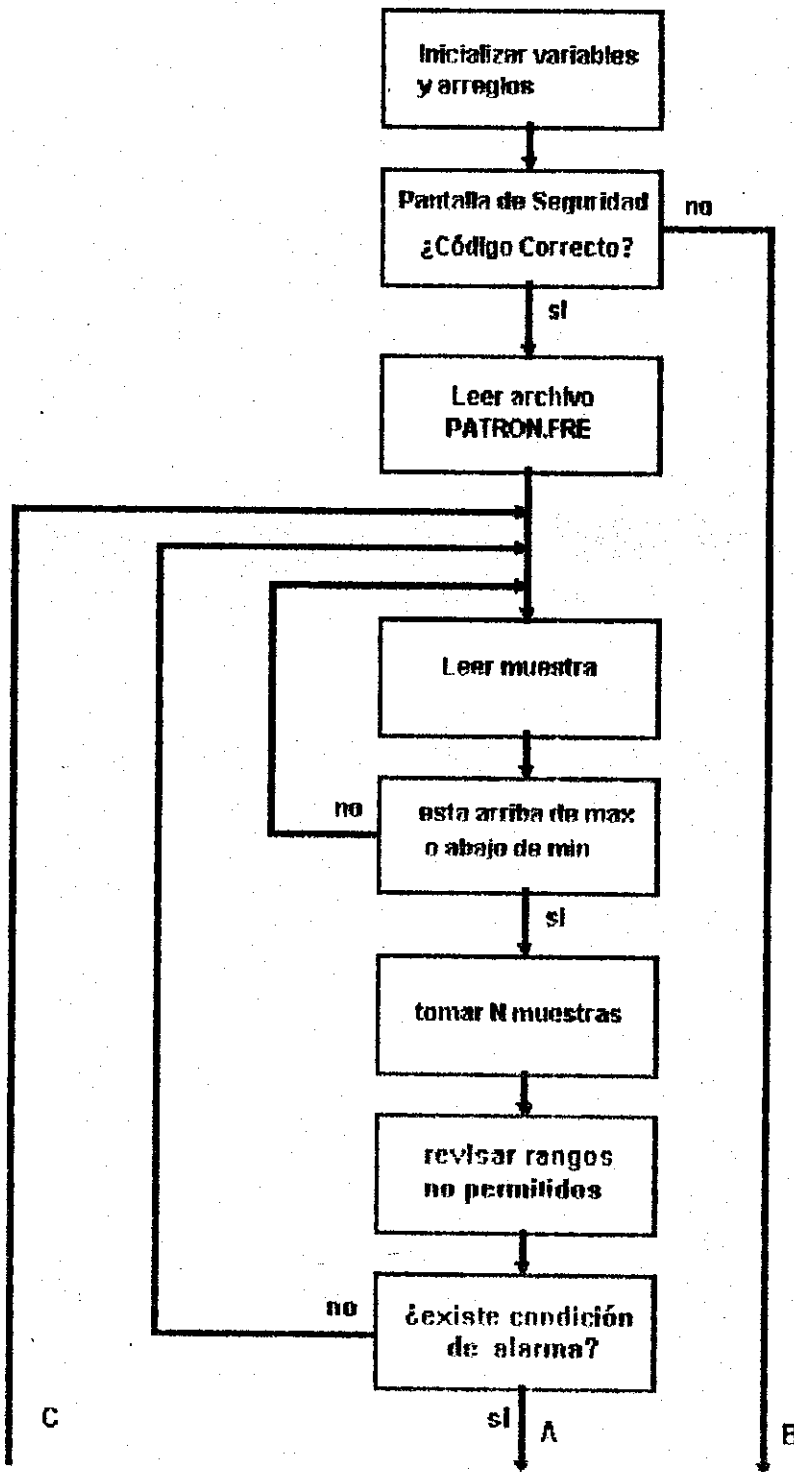 Inicializar variables
y arreglos
Pantalla de Seguridad
¿Código Correcto?
no
si
Leer archivo
PATRON.FRE
Leer muestra
no
esta arriba de max
o abajo de min
si
tomar N muestras
revisar rangos
no permitidos
no
¿existe condición
de alarma?
C
si
A
B